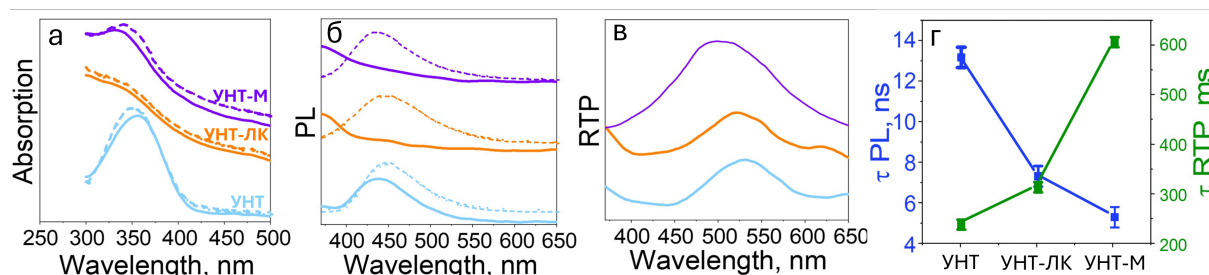 а
Absorption
УНТ-М
УНТ-ЛК
УНТ
250 300 350 400 450 500
Wavelength, nm
б
PL
400 450 500 550 600 650
Wavelength, nm
в
RTP
400 450 500 550 600 650
Wavelength, nm
г
τ PL, ns
14
12
10
8
6
4
τ RTP, ms
600
500
400
300
200
УНТ УНТ-ЛК УНТ-М